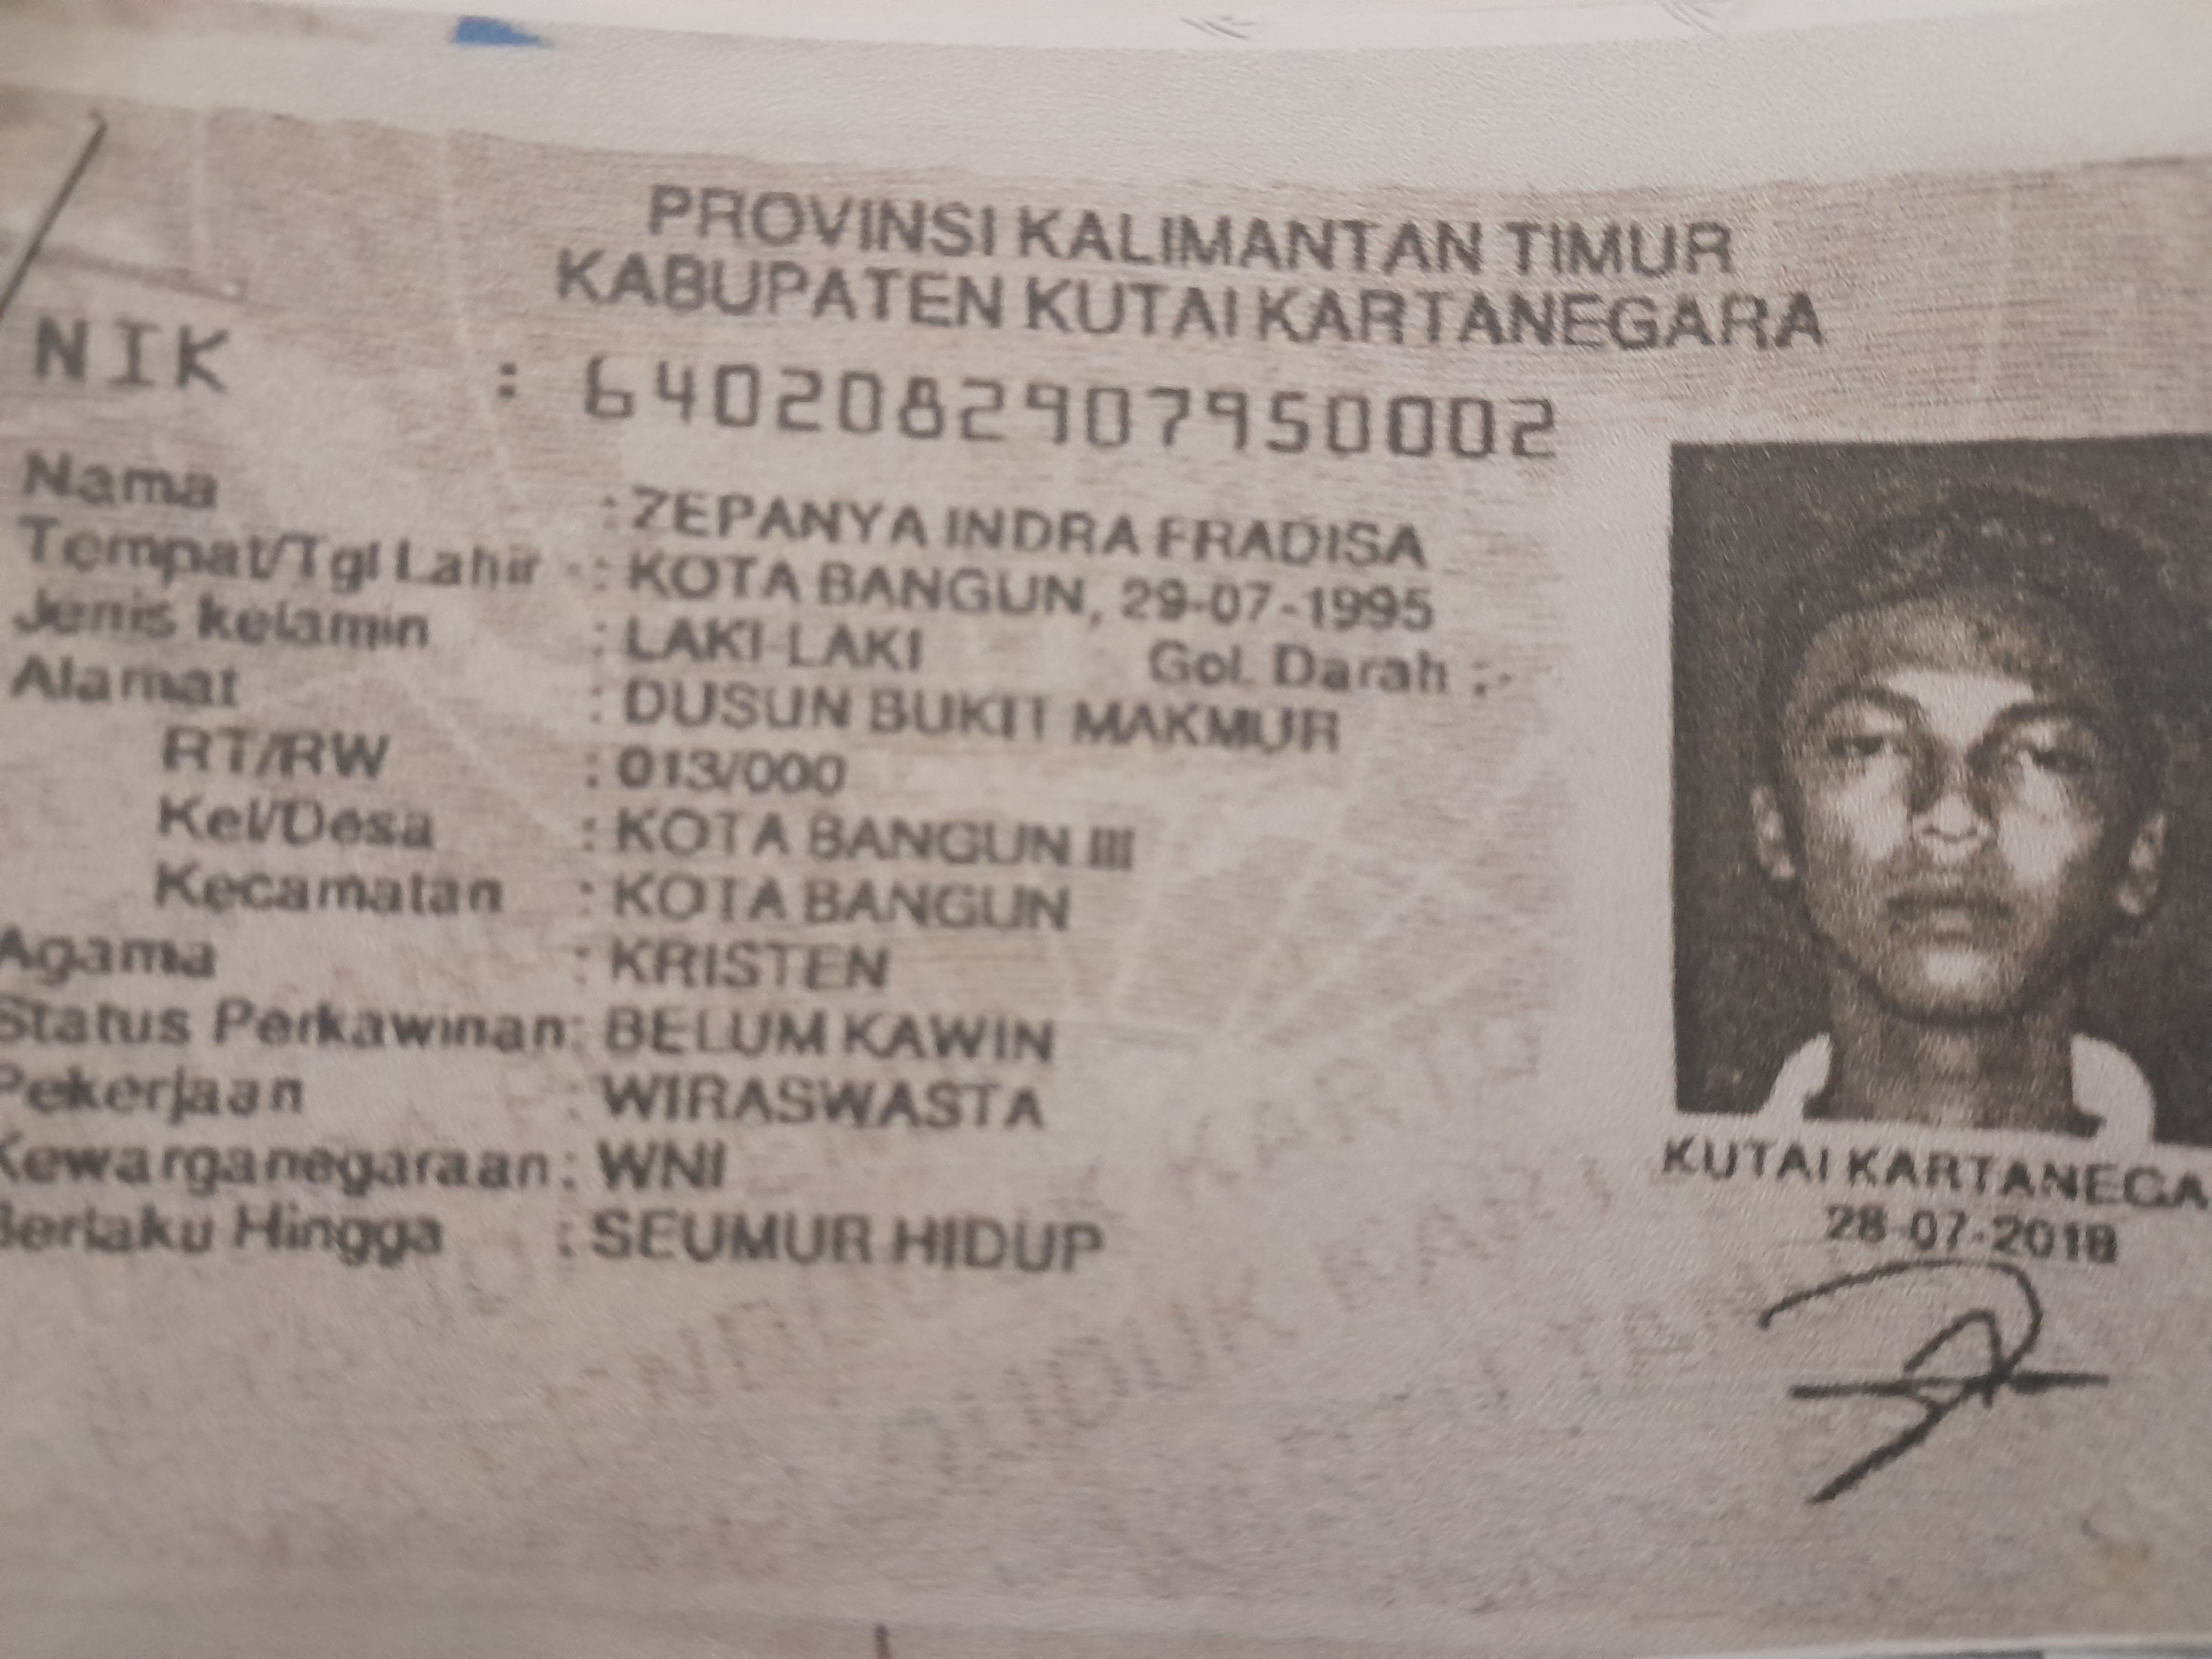 PROVINSI KALIMANTAN TIMUR
KABUPATEN KUTAI KARTANEGARA
NIK : 6402082907950002
Nama : ZEPANYA INDRA FRADISA
Tempat/Tgl Lahir : KOTA BANGUN, 29-07-1995
Jenis kelamin : LAKI-LAKI Gol. Darah : -
Alamat : DUSUN BUKIT MAKMUR
RT/RW : 013/000
Kel/Desa : KOTA BANGUN III
Kecamatan : KOTA BANGUN
Agama : KRISTEN
Status Perkawinan : BELUM KAWIN
Pekerjaan : WIRASWASTA
Kewarganegaraan : WNI
Berlaku Hingga : SEUMUR HIDUP
KUTAI KARTANEGA
28-07-2018